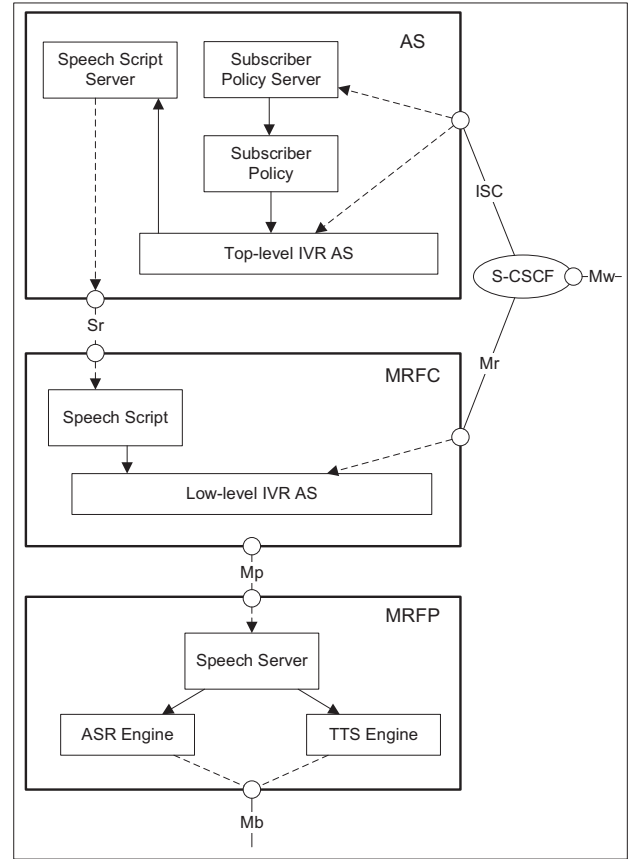 AS
Speech Script
Server
Subscriber
Policy Server
Subscriber
Policy
ISC
Top-level IVR AS
S-CSCF
Mw
Sr
Mr
MRFC
Speech Script
Low-level IVR AS
Mp
MRFP
Speech Server
ASR Engine
TTS Engine
Mb